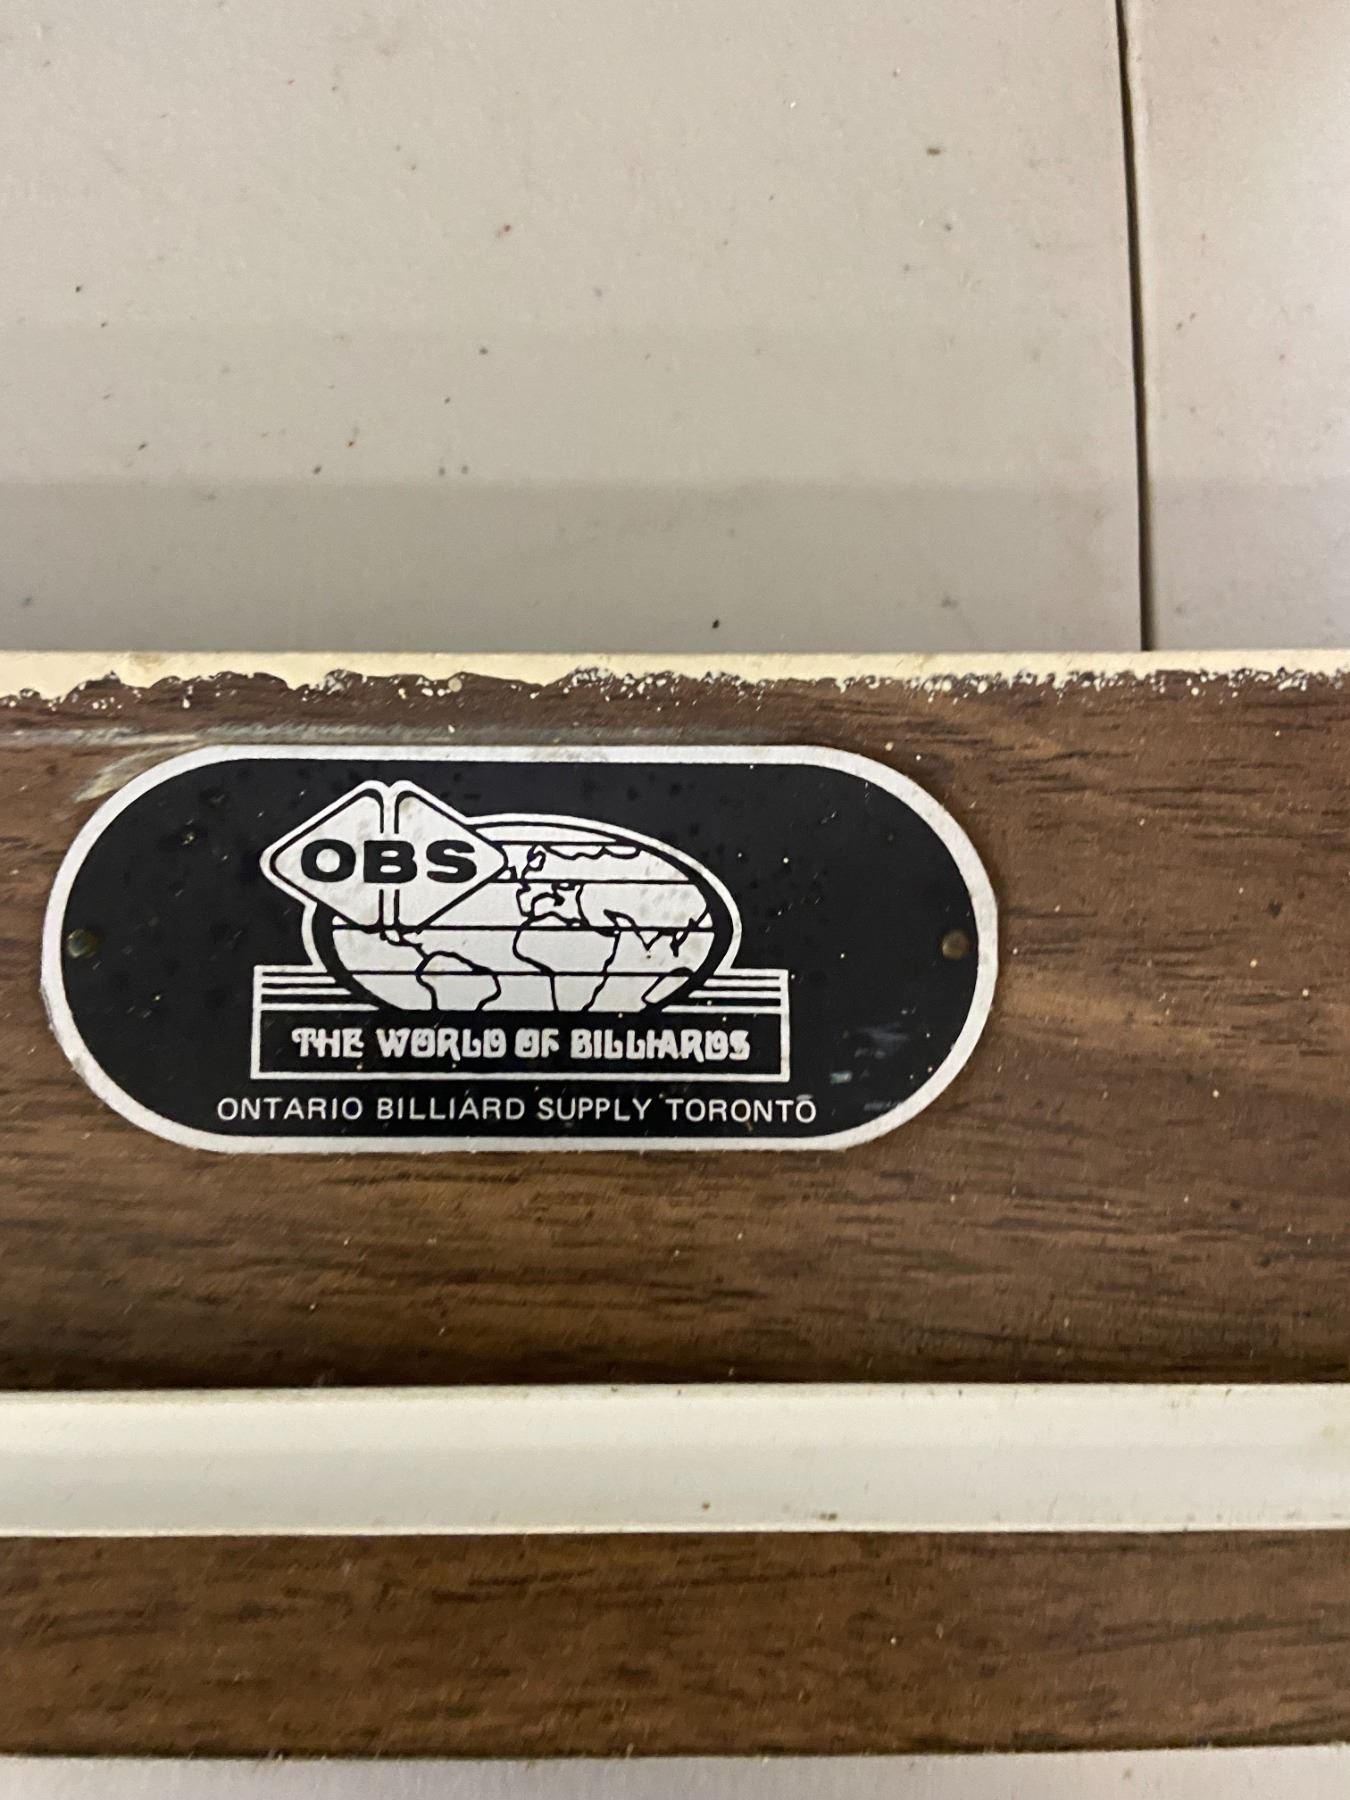 OBS
THE WORLD OF BILLIARDS
ONTARIO BILLIARD SUPPLY TORONTO